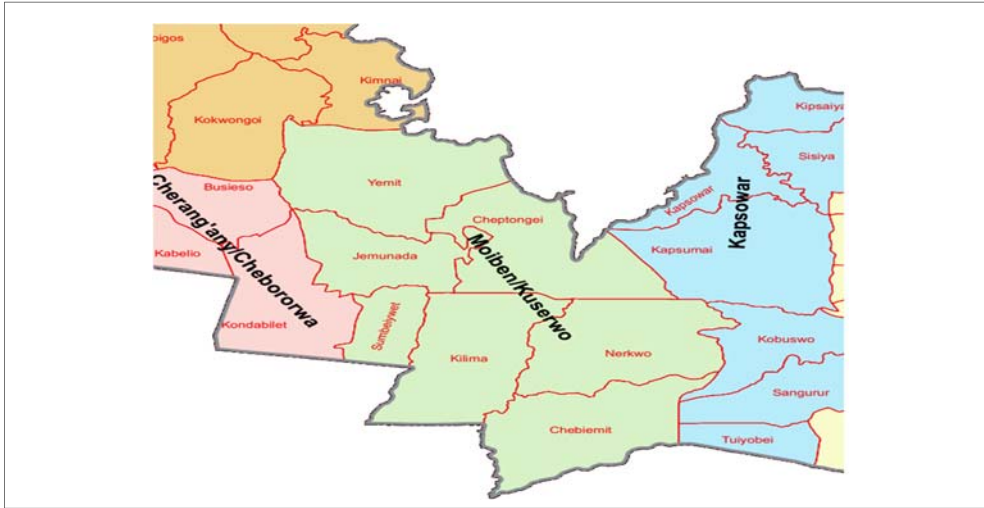 Kimnai
Kokwongoi
Kipsaiya
Sisiya
Yemit
Busieso
Cherang'any/Chebororwa
Kapsowar
Kapsowar
Cheptongei
Kabelio
Jemunada
Moiben/Kuserwo
Kapsumai
Kondabilet
Sumbeiywet
Kilima
Nerkwo
Kobuswo
Sangurur
Chebiemit
Tuiyobei